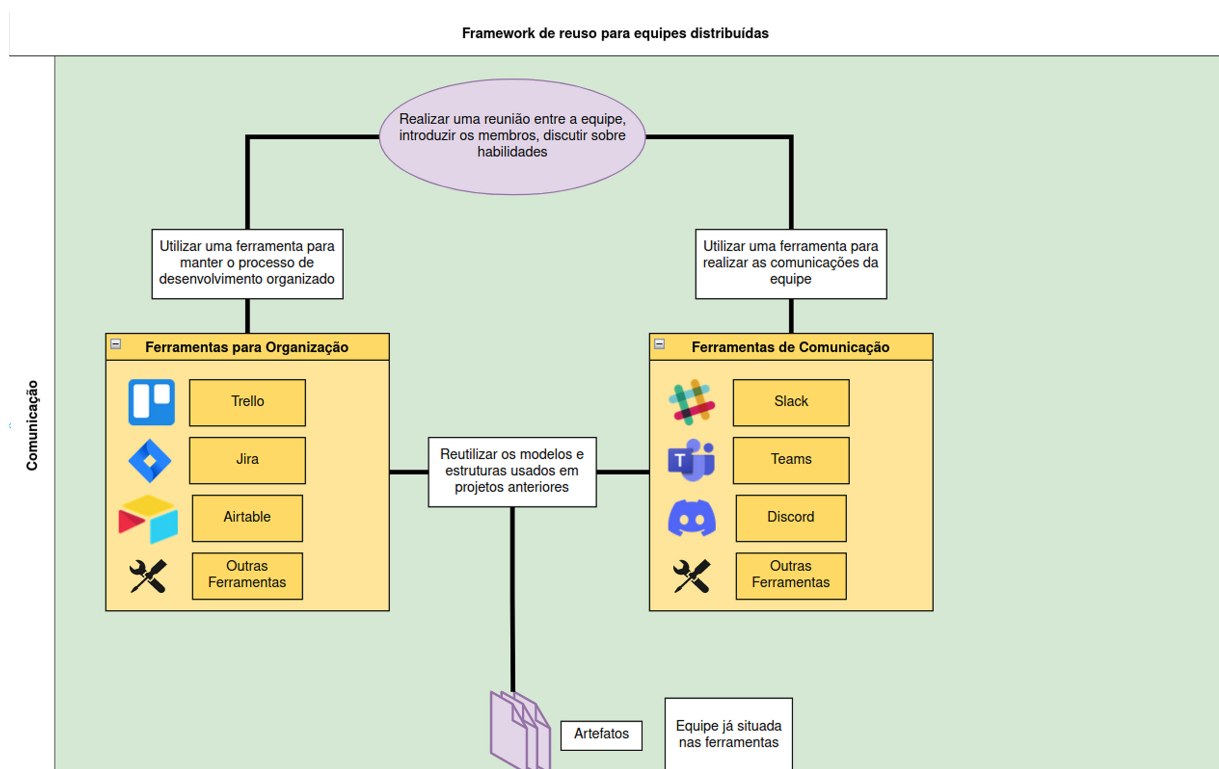 Framework de reuso para equipes distribuídas
Comunicação
Realizar uma reunião entre a equipe,
introduzir os membros, discutir sobre
habilidades
Utilizar uma ferramenta para
manter o processo de
desenvolvimento organizado
Utilizar uma ferramenta para
realizar as comunicações da
equipe
Ferramentas para Organização
Trello
Jira
Airtable
Outras
Ferramentas
Reutilizar os modelos e
estruturas usados em
projetos anteriores
Ferramentas de Comunicação
Slack
T
Teams
Discord
Outras
Ferramentas
Artefatos
Equipe já situada
nas ferramentas